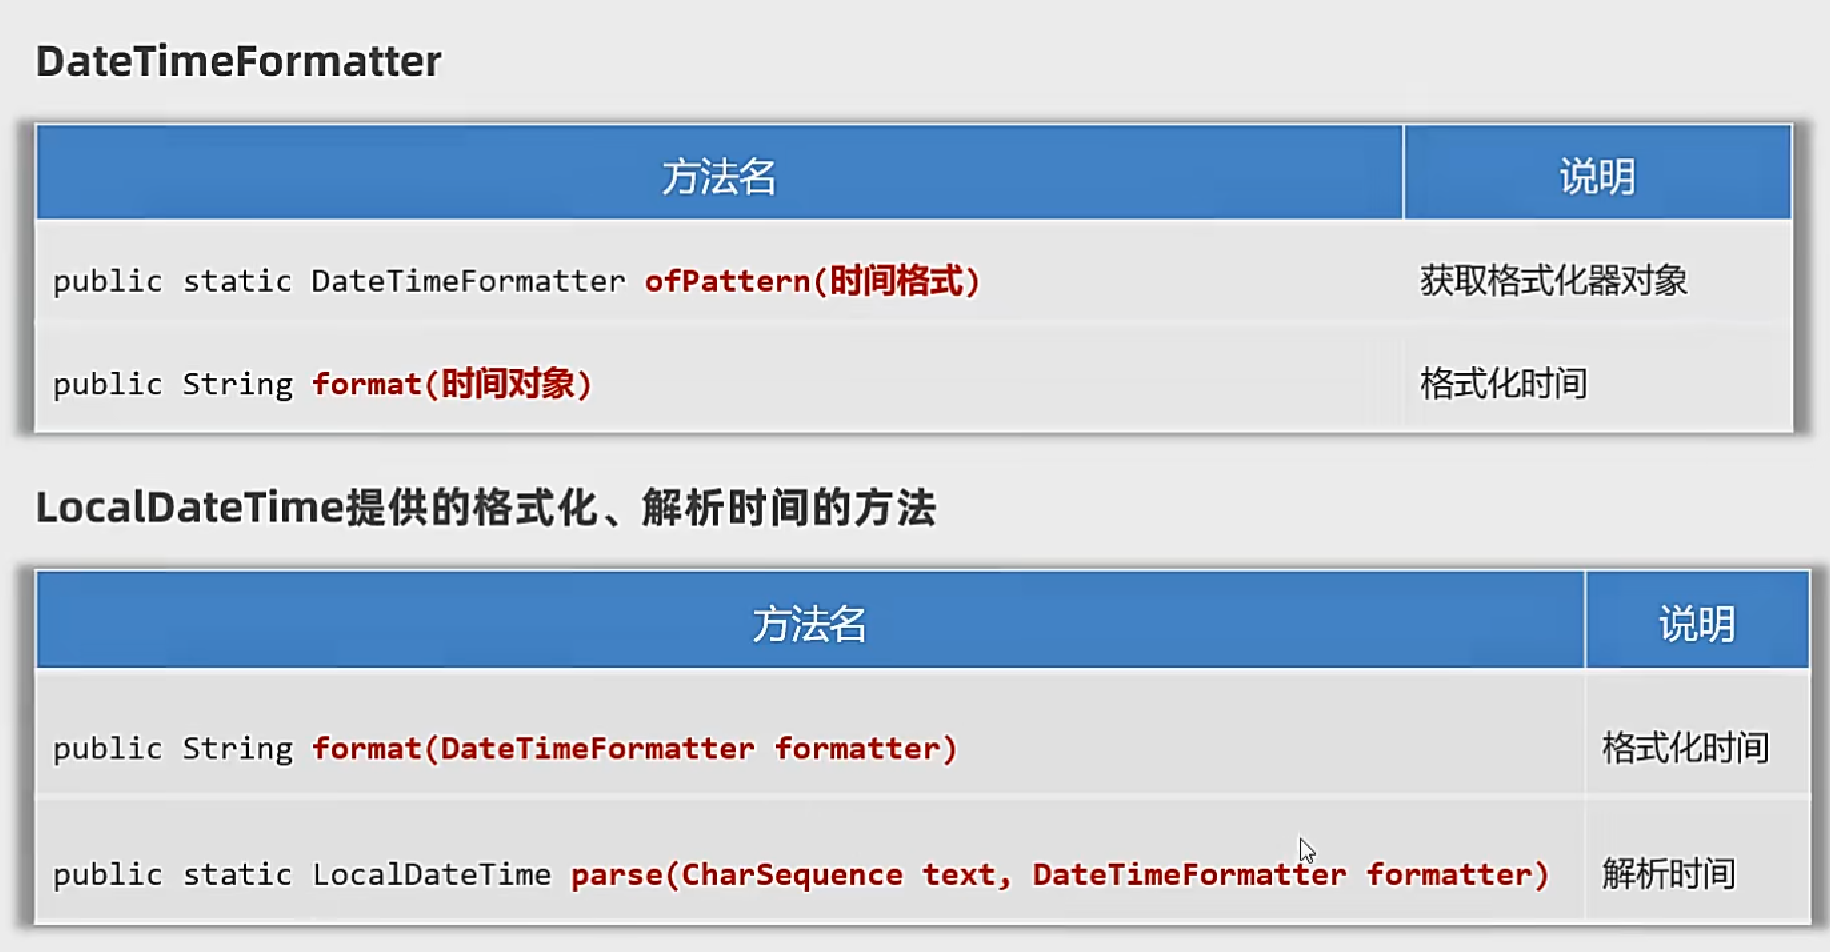 DateTimeFormatter
方法名 说明
public static DateTimeFormatter ofPattern(时间格式) 获取格式化器对象
public String format(时间对象) 格式化时间
LocalDateTime提供的格式化、解析时间的方法
方法名 说明
public String format(DateTimeFormatter formatter) 格式化时间
public static LocalDateTime parse(CharSequence text, DateTimeFormatter formatter) 解析时间